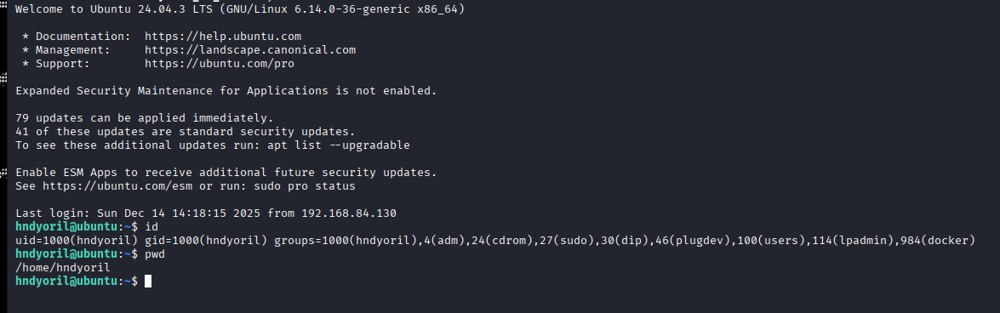 Welcome to Ubuntu 24.04.3 LTS (GNU/Linux 6.14.0-36-generic x86_64)
* Documentation:  https://help.ubuntu.com
* Management:     https://landscape.canonical.com
* Support:        https://ubuntu.com/pro
Expanded Security Maintenance for Applications is not enabled.
79 updates can be applied immediately.
41 of these updates are standard security updates.
To see these additional updates run: apt list --upgradable
Enable ESM Apps to receive additional future security updates.
See https://ubuntu.com/esm or run: sudo pro status
Last login: Sun Dec 14 14:18:15 2025 from 192.168.84.130
hndyoril@ubuntu:~$ id
uid=1000(hndyoril) gid=1000(hndyoril) groups=1000(hndyoril),4(adm),24(cdrom),27(sudo),30(dip),46(plugdev),100(users),114(lpadmin),984(docker)
hndyoril@ubuntu:~$ pwd
/home/hndyoril
hndyoril@ubuntu:~$